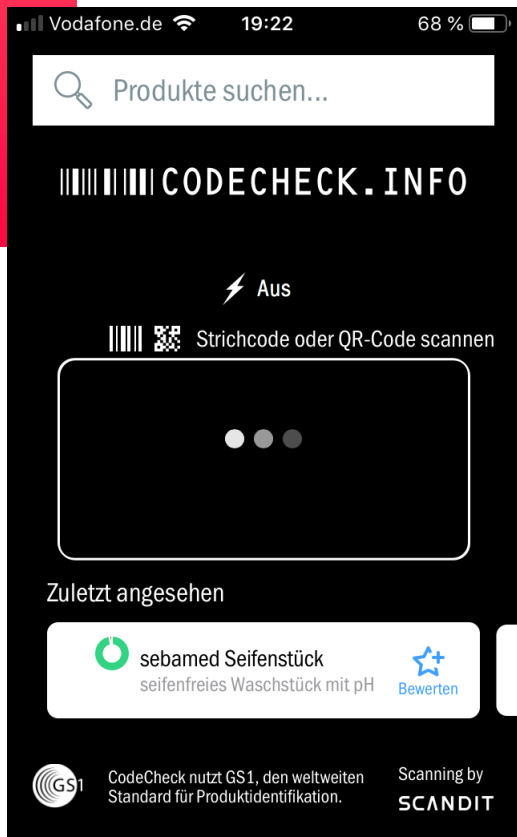 Vodafone.de 19:22 68 %
Produkte suchen...
CODECHECK.INFO
Aus
Strichcode oder QR-Code scannen
Zuletzt angesehen
sebamed Seifenstück
seifenfreies Waschstück mit pH
Bewerten
GS1
CodeCheck nutzt GS1, den weltweiten
Standard für Produktidentifikation.
Scanning by
SCANDIT